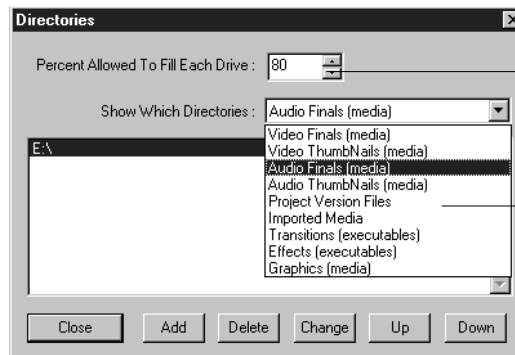 Directories
Percent Allowed To Fill Each Drive : 80
Show Which Directories : Audio Finals (media)
Video Finals (media)
Video ThumbNails (media)
Audio Finals (media)
Audio ThumbNails (media)
Project Version Files
Imported Media
Transitions (executables)
Effects (executables)
Graphics (media)
E:\
Close Add Delete Change Up Down